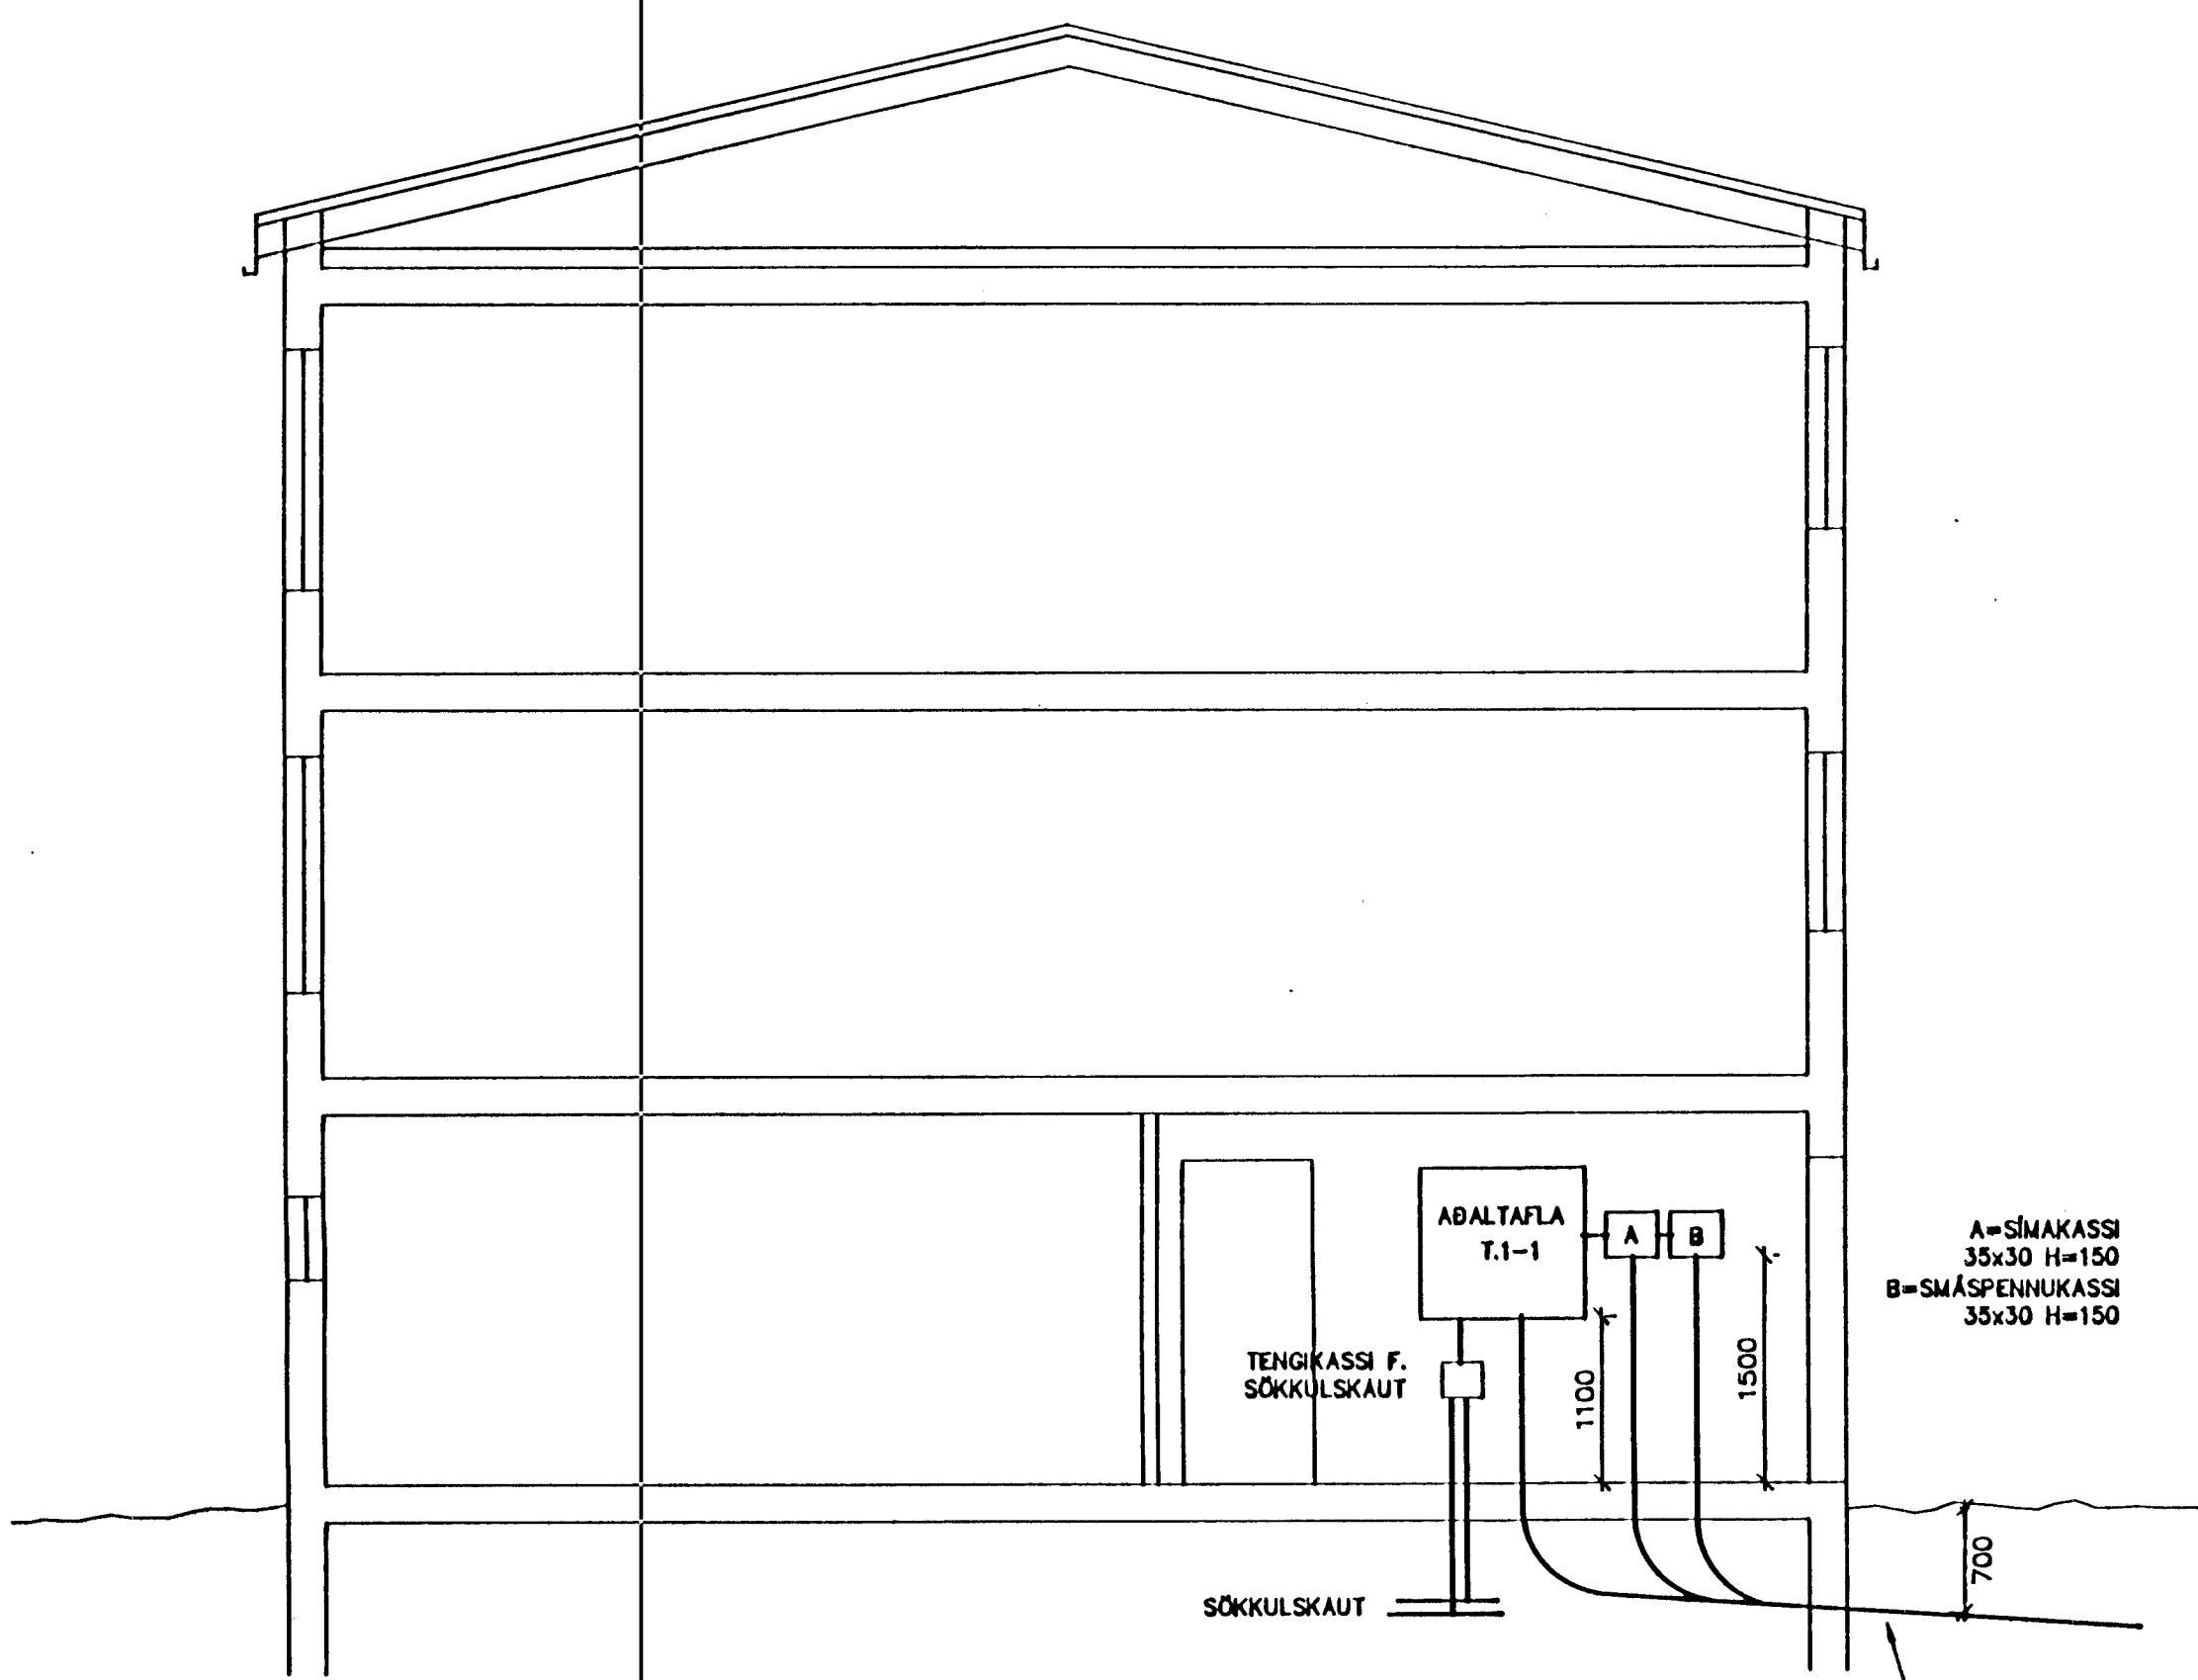 AÐALTAFLA
T.1-1
A
B
A=SÍMAKASSI
35x30 H=150
B=SMÁSPENNUKASSI
35x30 H=150
TENGIKASSI F.
SÖKKULSKAUT
1100
1500
SÖKKULSKAUT
700